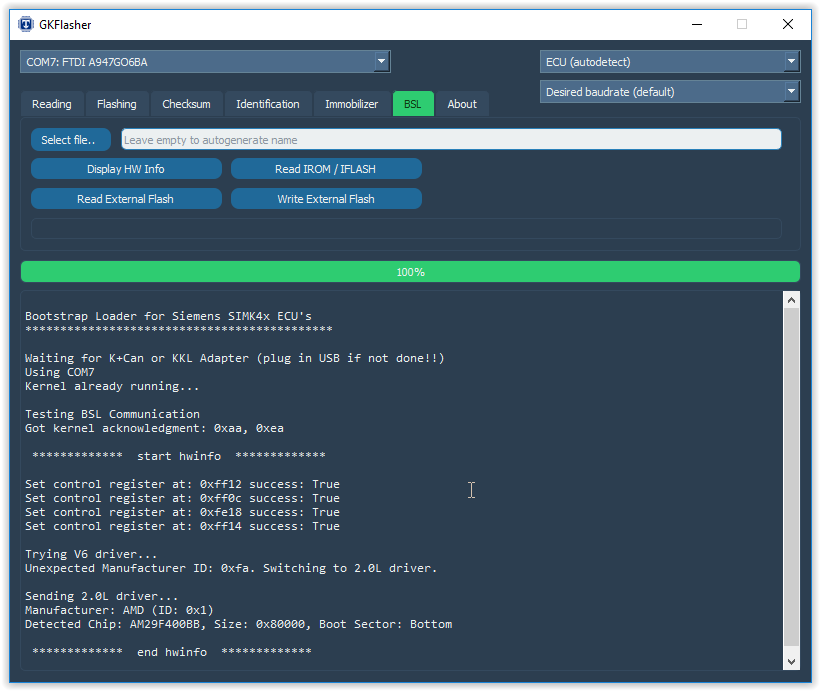 GKFlasher
COM7: FTDI A947GO6BA
ECU (autodetect)
Desired baudrate (default)
Reading Flashing Checksum Identification Immobilizer BSL About
Select file.. Leave empty to autogenerate name
Display HW Info Read IROM / IFLASH
Read External Flash Write External Flash
100%
Bootstrap Loader for Siemens SIMK4x ECU's
********************************************
Waiting for K+Can or KKL Adapter (plug in USB if not done!!)
Using COM7
Kernel already running...
Testing BSL Communication
Got kernel acknowledgment: 0xaa, 0xea
*************  start hwinfo  *************
Set control register at: 0xff12 success: True
Set control register at: 0xff0c success: True
Set control register at: 0xfe18 success: True
Set control register at: 0xff14 success: True
Trying V6 driver...
Unexpected Manufacturer ID: 0xfa. Switching to 2.0L driver.
Sending 2.0L driver...
Manufacturer: AMD (ID: 0x1)
Detected Chip: AM29F400BB, Size: 0x80000, Boot Sector: Bottom
*************  end hwinfo  *************